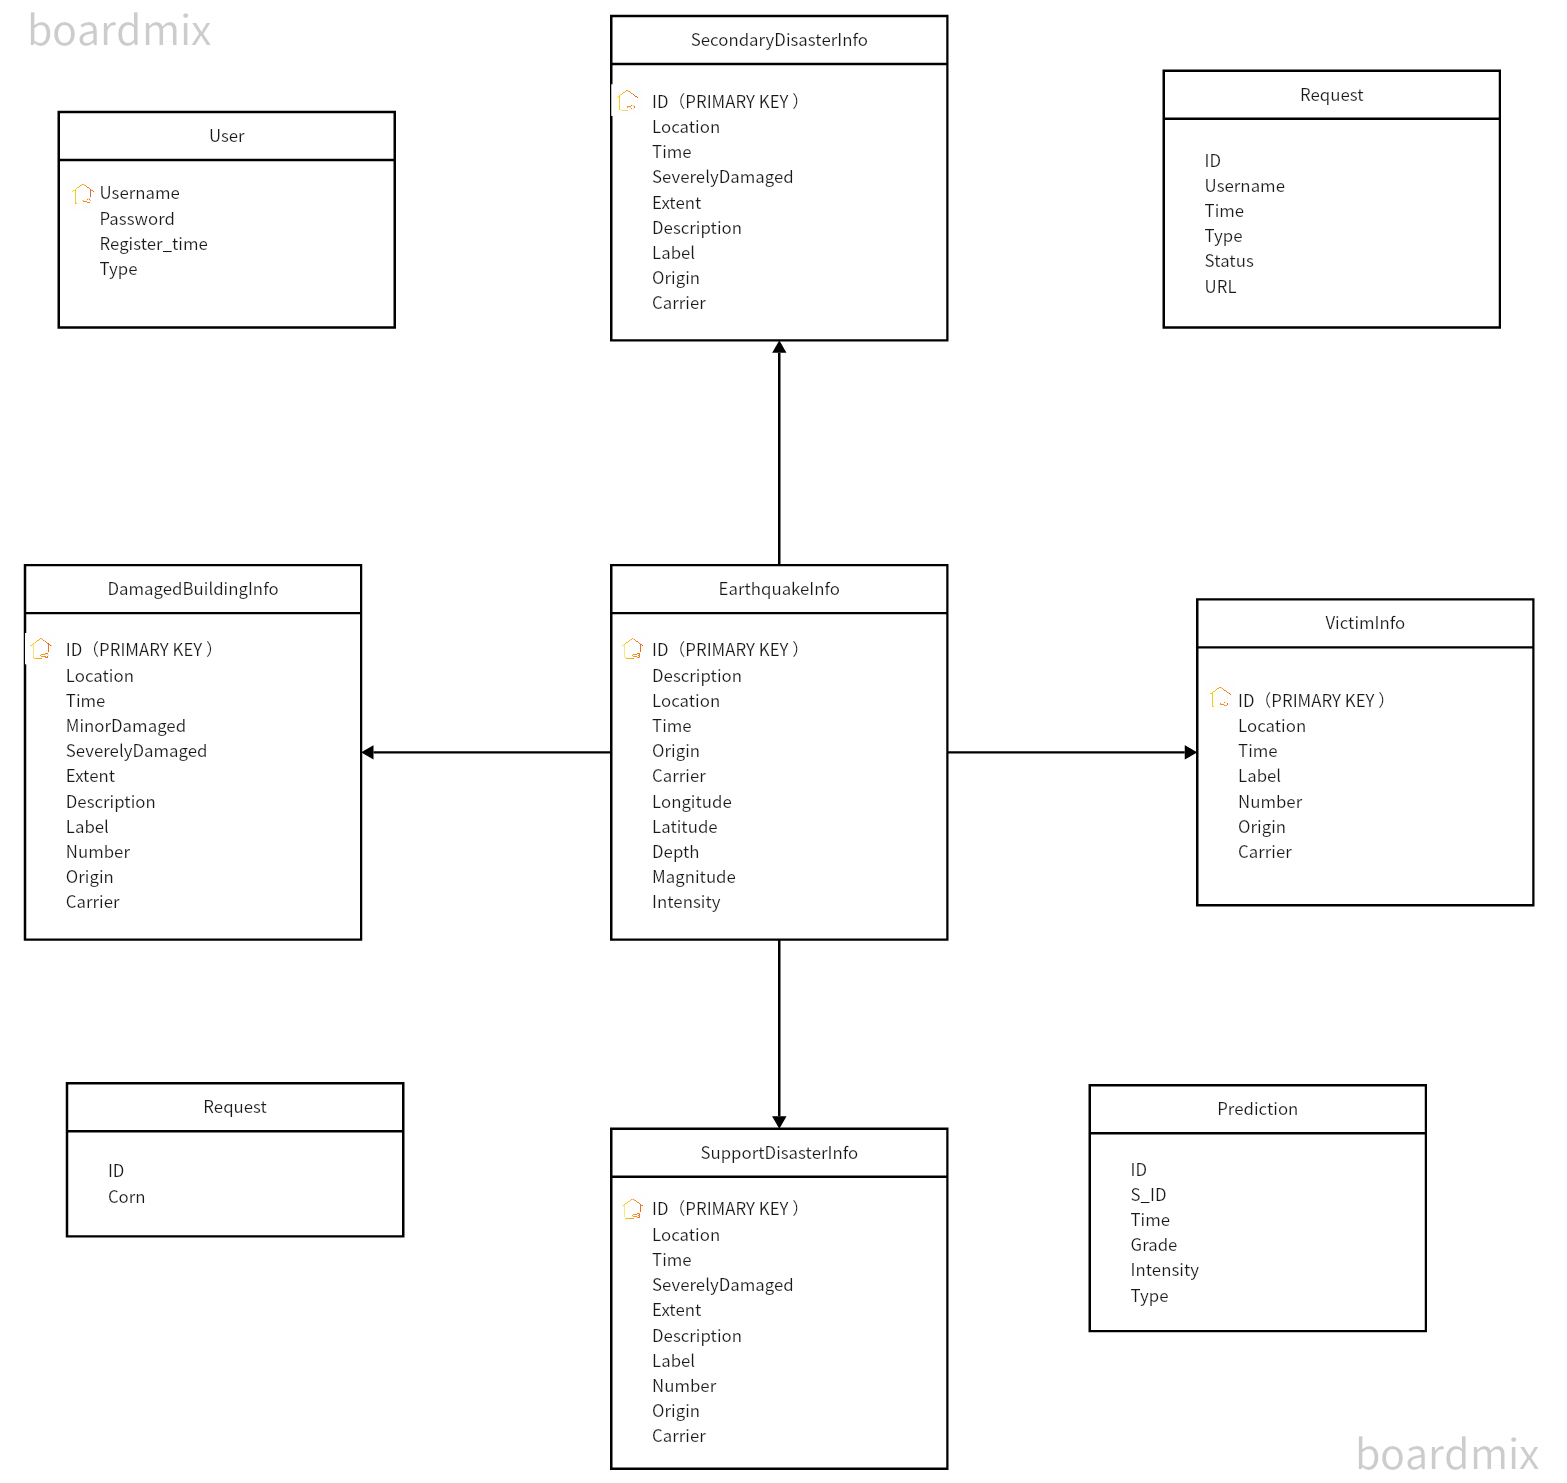 boardmix
SecondaryDisasterInfo
ID（PRIMARY KEY ）
Location
Time
SeverelyDamaged
Extent
Description
Label
Origin
Carrier
Request
ID
Username
Time
Type
Status
URL
User
Username
Password
Register_time
Type
DamagedBuildingInfo
ID（PRIMARY KEY ）
Location
Time
MinorDamaged
SeverelyDamaged
Extent
Description
Label
Number
Origin
Carrier
EarthquakeInfo
ID（PRIMARY KEY ）
Description
Location
Time
Origin
Carrier
Longitude
Latitude
Depth
Magnitude
Intensity
VictimInfo
ID（PRIMARY KEY ）
Location
Time
Label
Number
Origin
Carrier
Request
ID
Corn
SupportDisasterInfo
ID（PRIMARY KEY ）
Location
Time
SeverelyDamaged
Extent
Description
Label
Number
Origin
Carrier
Prediction
ID
S_ID
Time
Grade
Intensity
Type
boardmix